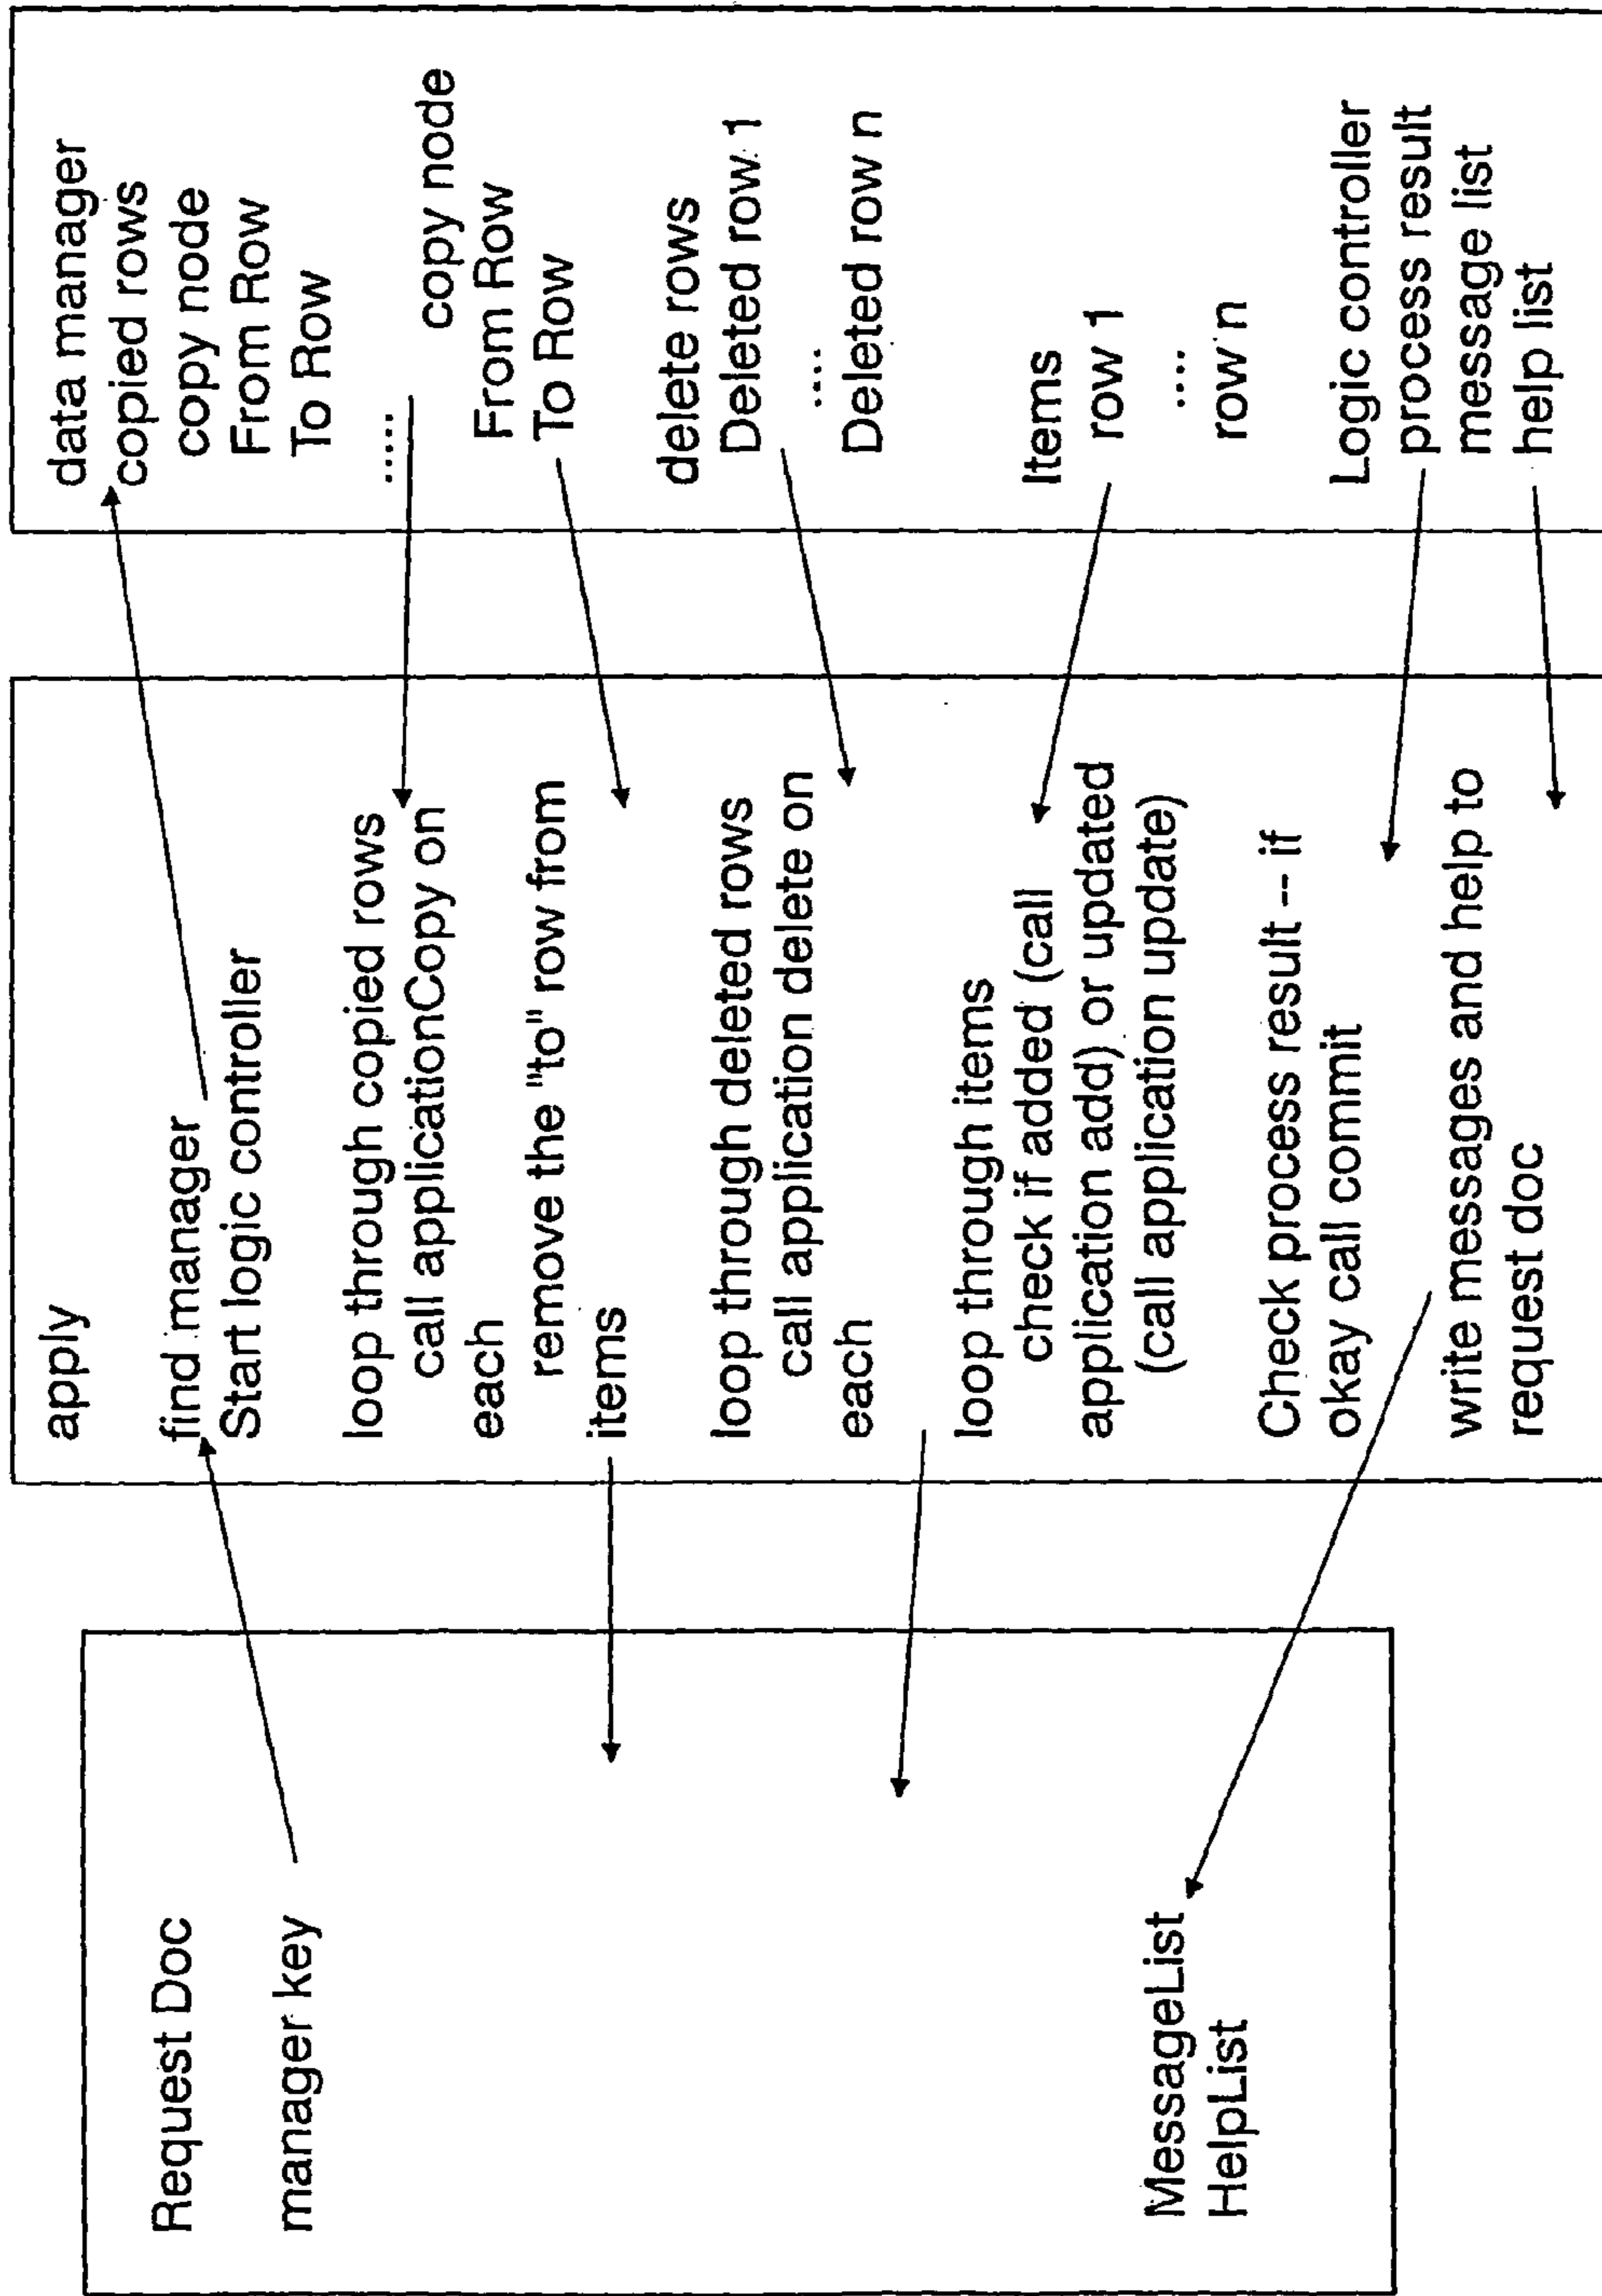 Request Doc
manager key
MessageList
HelpList
apply
find manager
Start logic controller
loop through copied rows
call applicationCopy on
each
remove the "to" row from
items
loop through deleted rows
call application delete on
each
loop through items
check if added (call
application add) or updated
(call application update)
Check process result -- if
okay call commit
write messages and help to
request doc
data manager
copied rows
copy node
From Row
To Row
.....
copy node
From Row
To Row
delete rows
Deleted row 1
....
Deleted row n
Items
row 1
....
row n
Logic controller
process result
message list
help list